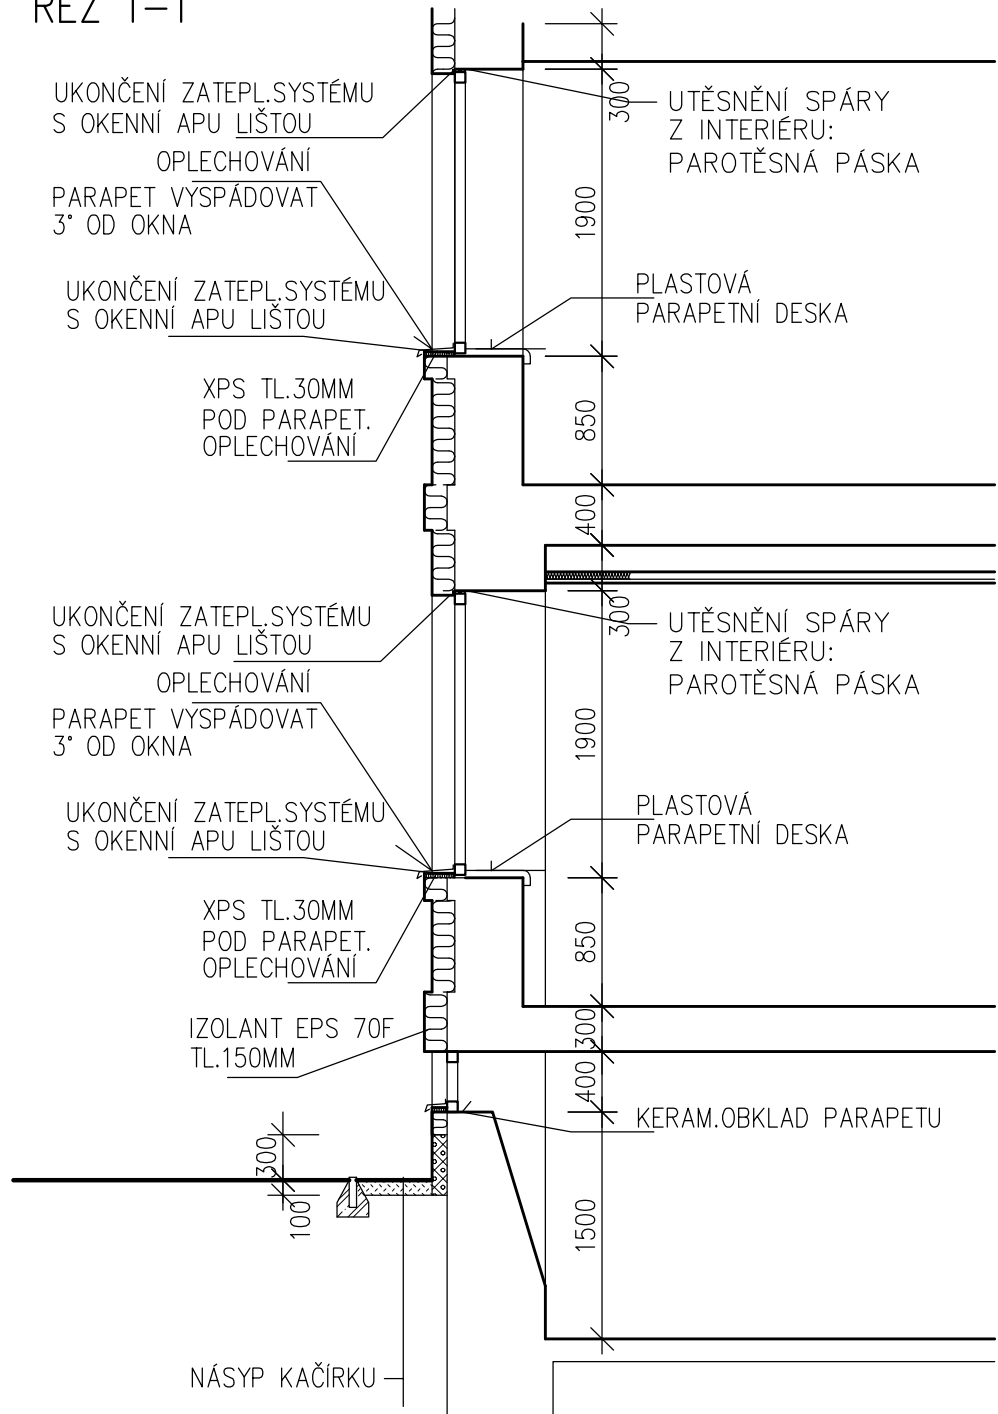 ŘEZ 1-1
UKONČENÍ ZATEPL.SYSTÉMU
S OKENNÍ APU LIŠTOU
OPLECHOVÁNÍ
PARAPET VYSPÁDOVAT
3° OD OKNA
UKONČENÍ ZATEPL.SYSTÉMU
S OKENNÍ APU LIŠTOU
XPS TL.30MM
POD PARAPET.
OPLECHOVÁNÍ
300
UTĚSNĚNÍ SPÁRY
Z INTERIÉRU:
PAROTĚSNÁ PÁSKA
1900
PLASTOVÁ
PARAPETNÍ DESKA
850
400
UKONČENÍ ZATEPL.SYSTÉMU
S OKENNÍ APU LIŠTOU
OPLECHOVÁNÍ
PARAPET VYSPÁDOVAT
3° OD OKNA
UKONČENÍ ZATEPL.SYSTÉMU
S OKENNÍ APU LIŠTOU
XPS TL.30MM
POD PARAPET.
OPLECHOVÁNÍ
IZOLANT EPS 70F
TL.150MM
300
UTĚSNĚNÍ SPÁRY
Z INTERIÉRU:
PAROTĚSNÁ PÁSKA
1900
PLASTOVÁ
PARAPETNÍ DESKA
850
300
400
KERAM.OBKLAD PARAPETU
300
100
1500
NÁSYP KAČÍRKU